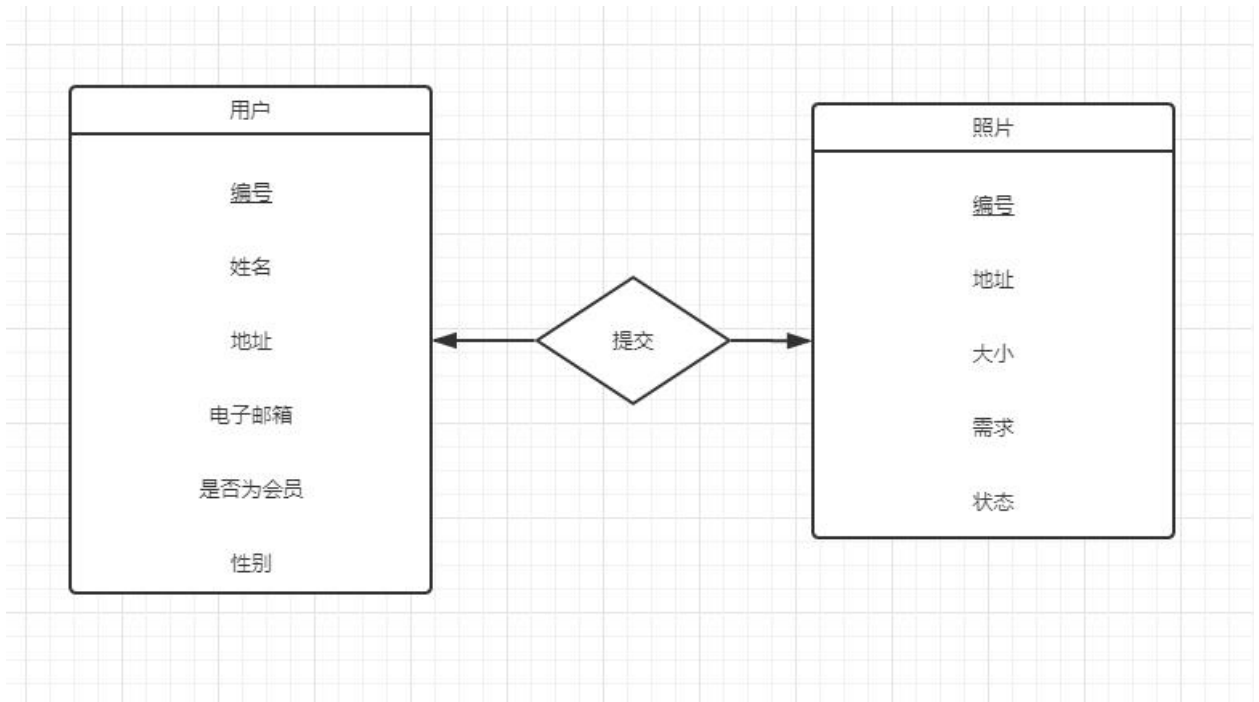 用户
编号
姓名
地址
电子邮箱
是否为会员
性别
提交
照片
编号
地址
大小
需求
状态